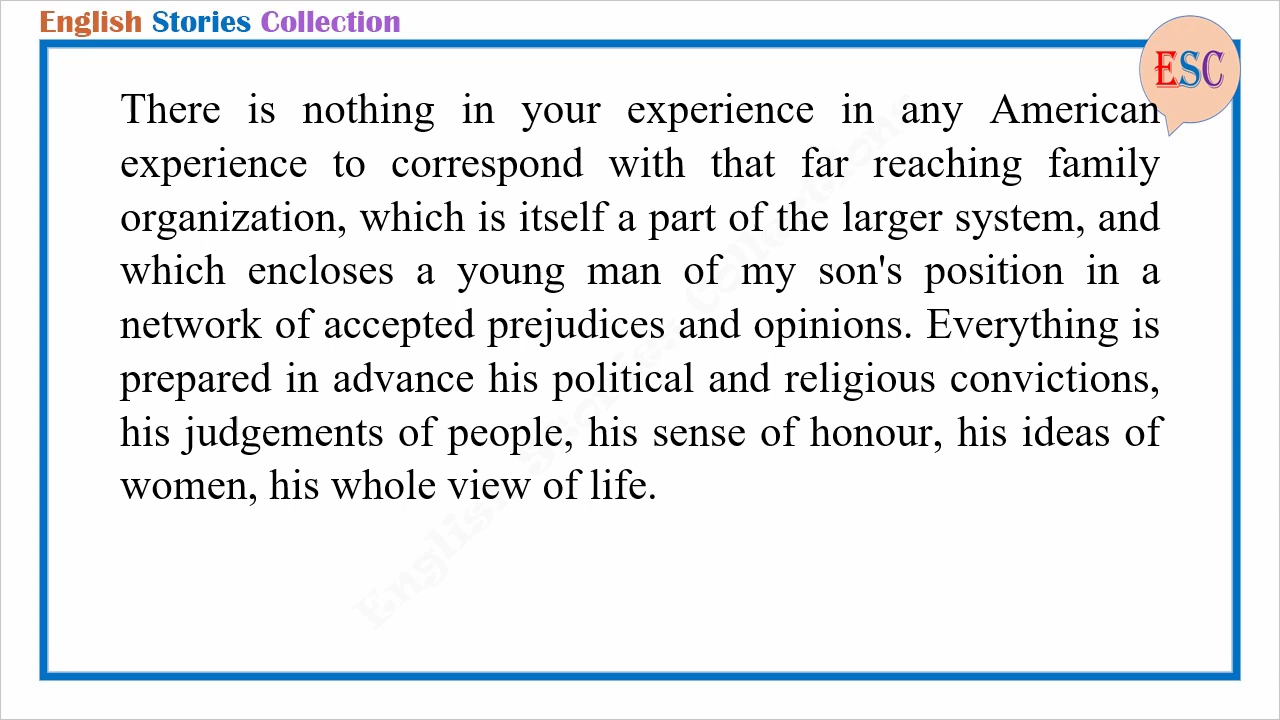 English Stories Collection
ESC
There is nothing in your experience in any American
experience to correspond with that far reaching family
organization, which is itself a part of the larger system, and
which encloses a young man of my son's position in a
network of accepted prejudices and opinions. Everything is
prepared in advance his political and religious convictions,
his judgements of people, his sense of honour, his ideas of
women, his whole view of life.
English Stories Collections